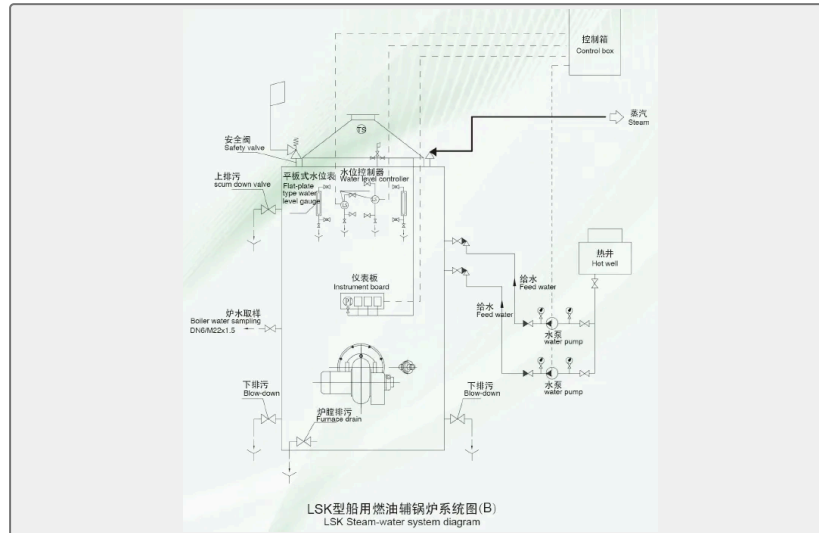 控制箱
Control box
蒸汽
Steam
安全阀
Safety valve
TS
上排污
scum down valve
平板式水位表
Flat-plate
type water
level gauge
水位控制器
Water level controller
热井
Hot well
给水
Feed water
给水
Feed water
仪表板
Instrument board
炉水取样
Boiler water sampling
DN6/M22x1.5
水泵
water pump
水泵
water pump
下排污
Blow-down
炉膛排污
Furnace drain
下排污
Blow-down
LSK型船用燃油辅锅炉系统图(B)
LSK Steam-water system diagram